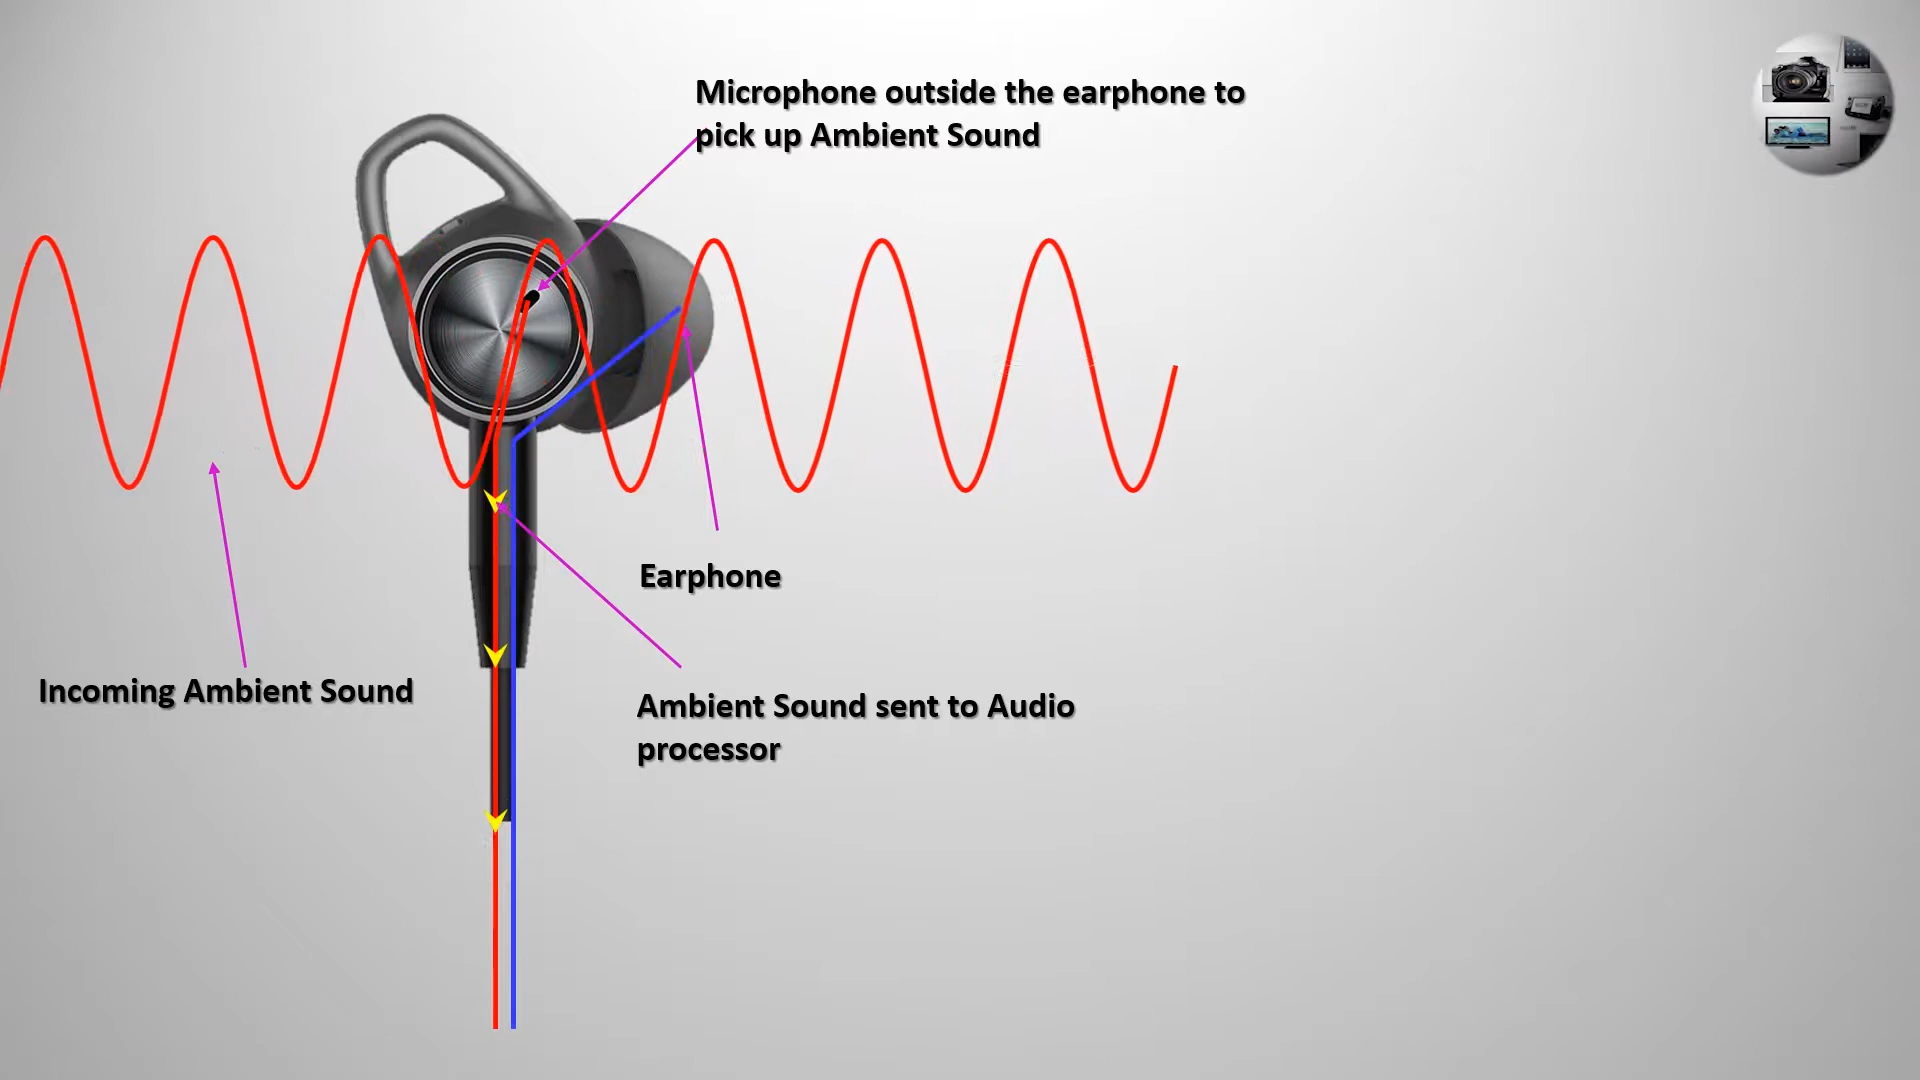 Microphone outside the earphone to
pick up Ambient Sound
Earphone
Incoming Ambient Sound
Ambient Sound sent to Audio
processor